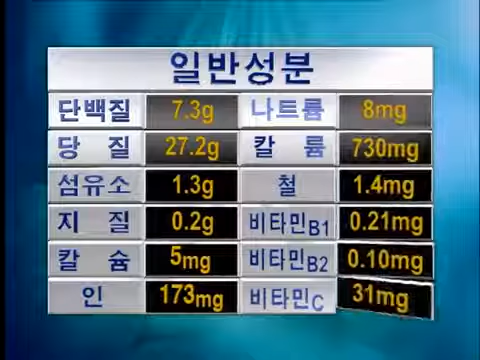 일반성분
단백질 7.3g 나트륨 8mg
당 질 27.2g 칼 륨 730mg
섬유소 1.3g 철 1.4mg
지 질 0.2g 비타민B1 0.21mg
칼 슘 5mg 비타민B2 0.10mg
인 173mg 비타민C 31mg